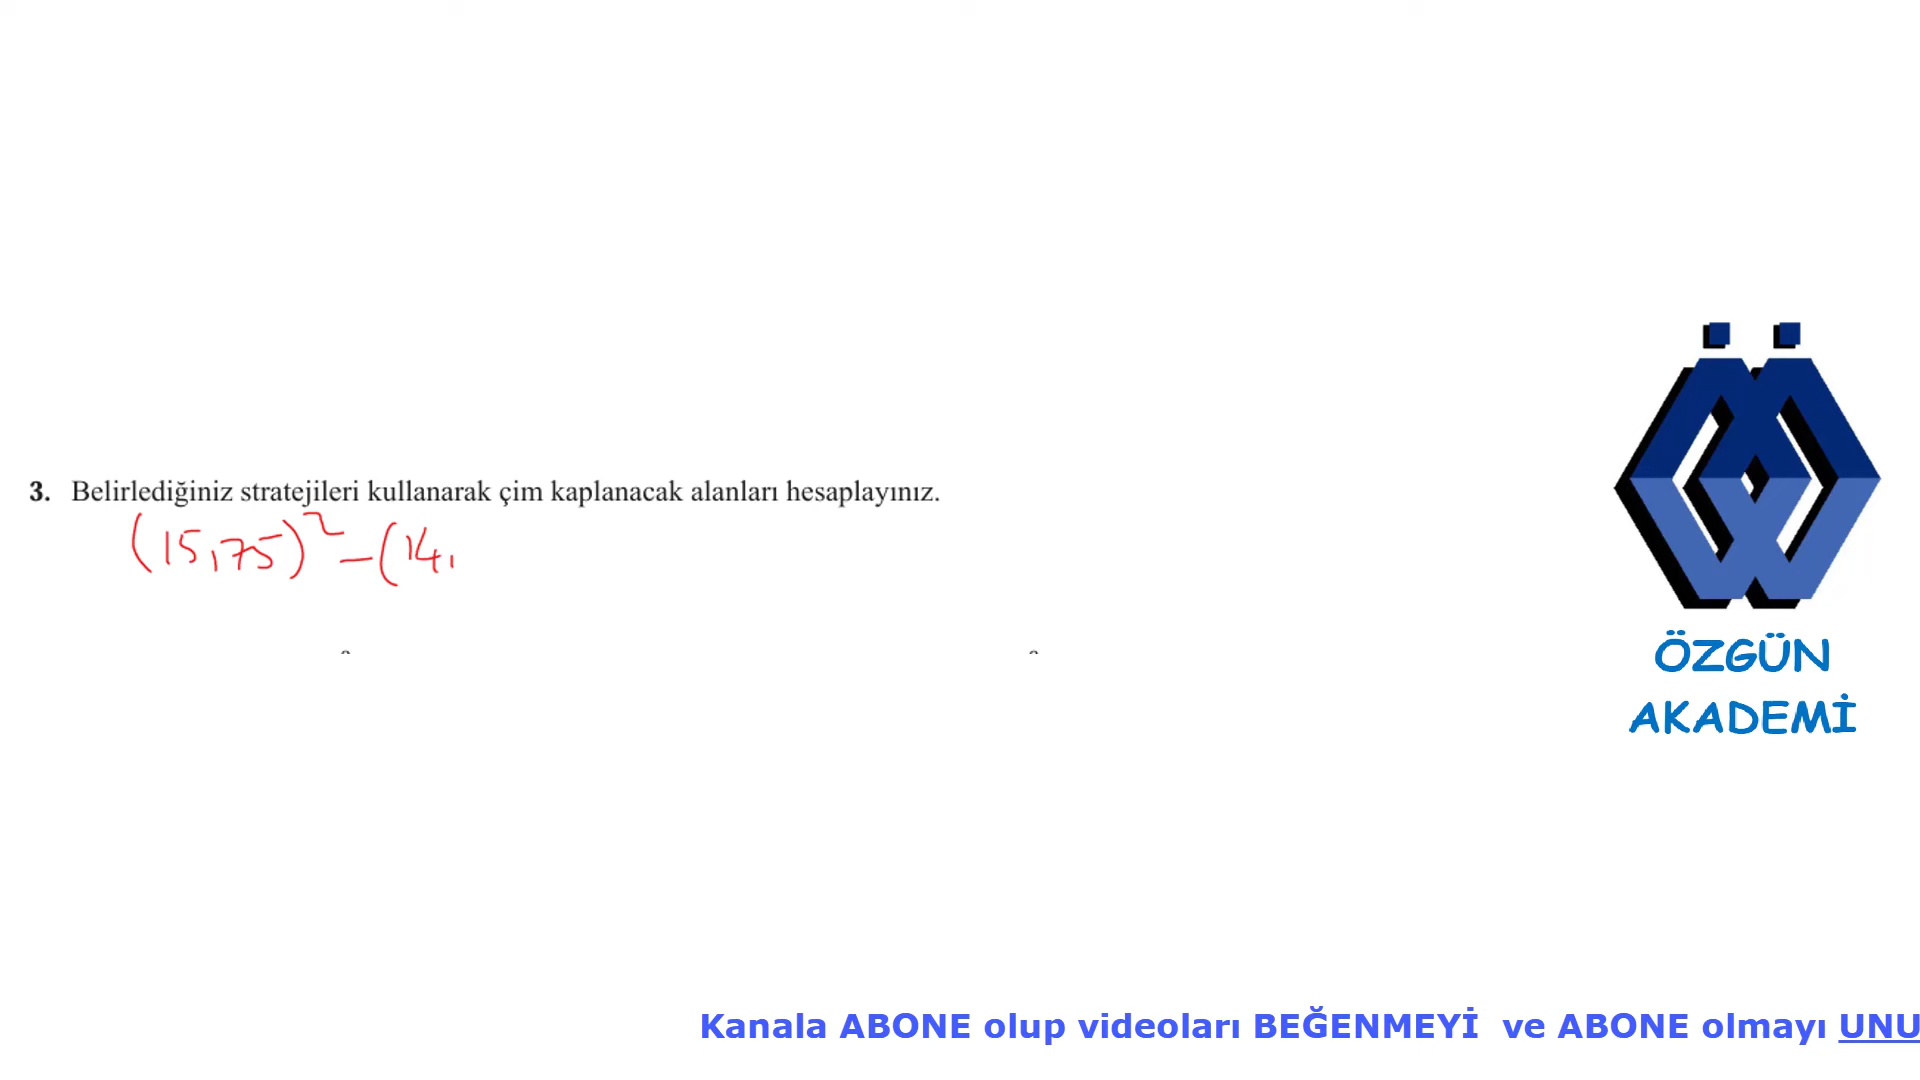 3. Belirlediğiniz stratejileri kullanarak çim kaplanacak alanları hesaplayınız.
(15,75)² - (14,
ÖZGÜN
AKADEMİ
Kanala ABONE olup videoları BEĞENMEYİ ve ABONE olmayı UNU